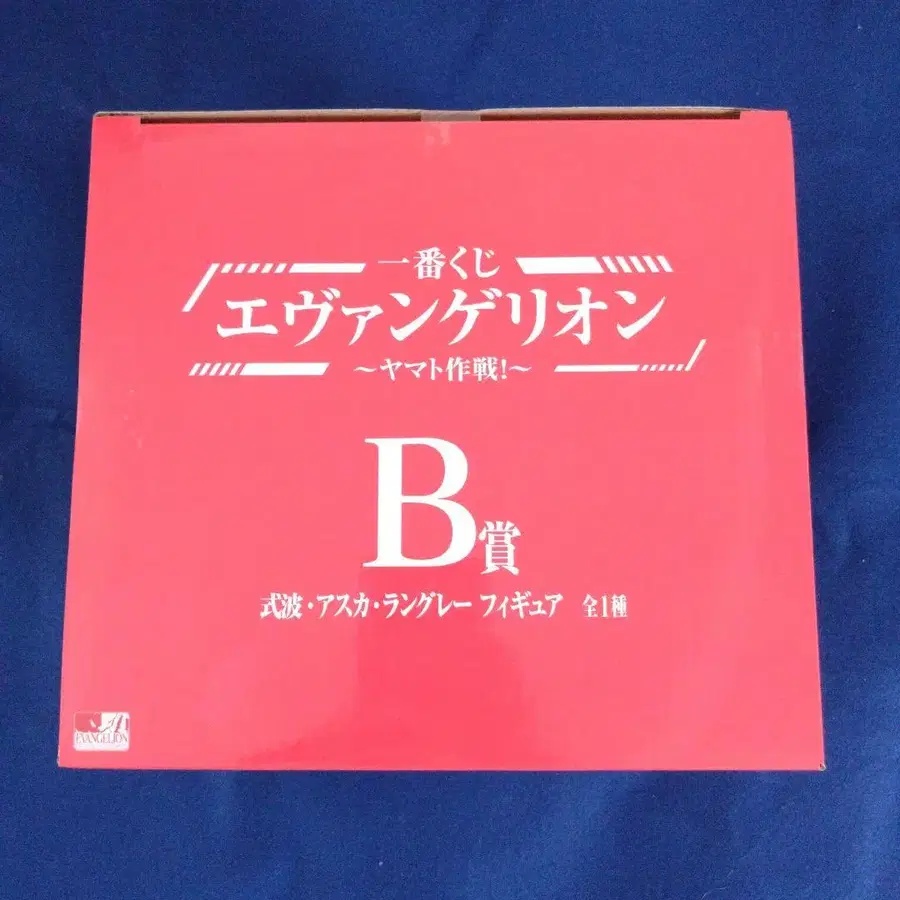 一番くじ
エヴァンゲリオン
～ヤマト作戦!～
B賞
式波・アスカ・ラングレー フィギュア 全1種
EVANGELION